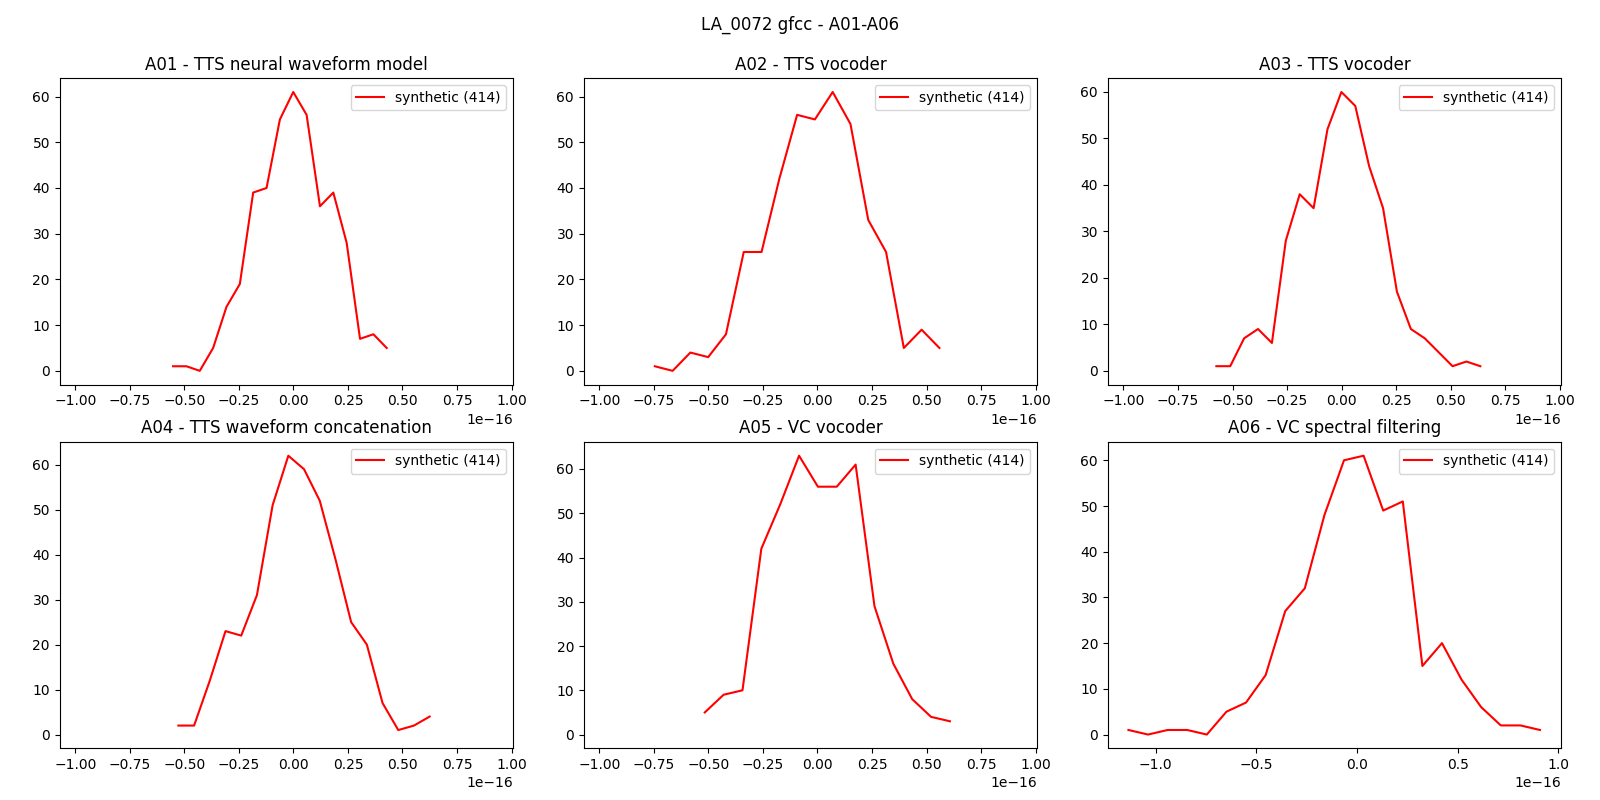 LA_0072 gfcc - A01-A06
A01 - TTS neural waveform model
synthetic (414)
60
50
40
30
20
10
0
−1.00 −0.75 −0.50 −0.25 0.00 0.25 0.50 0.75 1.00
1e−16
A02 - TTS vocoder
synthetic (414)
60
50
40
30
20
10
0
−1.00 −0.75 −0.50 −0.25 0.00 0.25 0.50 0.75 1.00
1e−16
A03 - TTS vocoder
synthetic (414)
60
50
40
30
20
10
0
−1.00 −0.75 −0.50 −0.25 0.00 0.25 0.50 0.75 1.00
1e−16
A04 - TTS waveform concatenation
synthetic (414)
60
50
40
30
20
10
0
−1.00 −0.75 −0.50 −0.25 0.00 0.25 0.50 0.75 1.00
1e−16
A05 - VC vocoder
synthetic (414)
60
50
40
30
20
10
0
−1.00 −0.75 −0.50 −0.25 0.00 0.25 0.50 0.75 1.00
1e−16
A06 - VC spectral filtering
synthetic (414)
60
50
40
30
20
10
0
−1.0 −0.5 0.0 0.5 1.0
1e−16